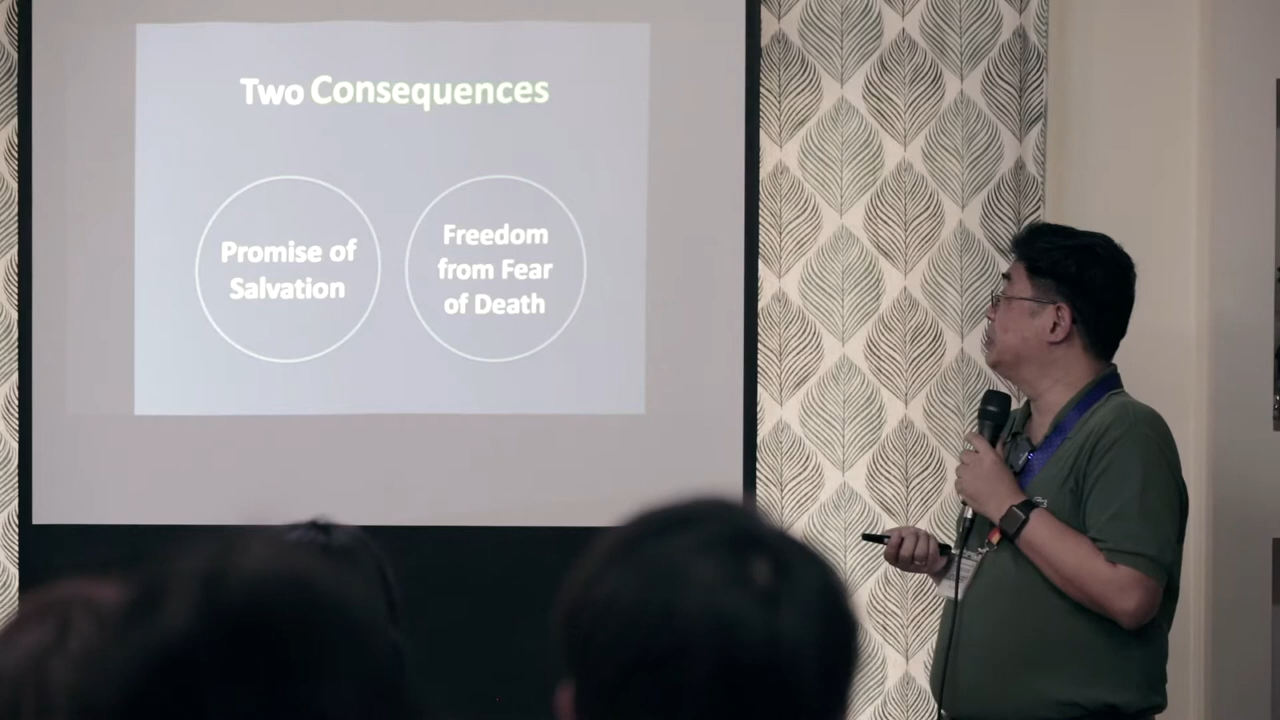 Two Consequences
Promise of
Salvation
Freedom
from Fear
of Death